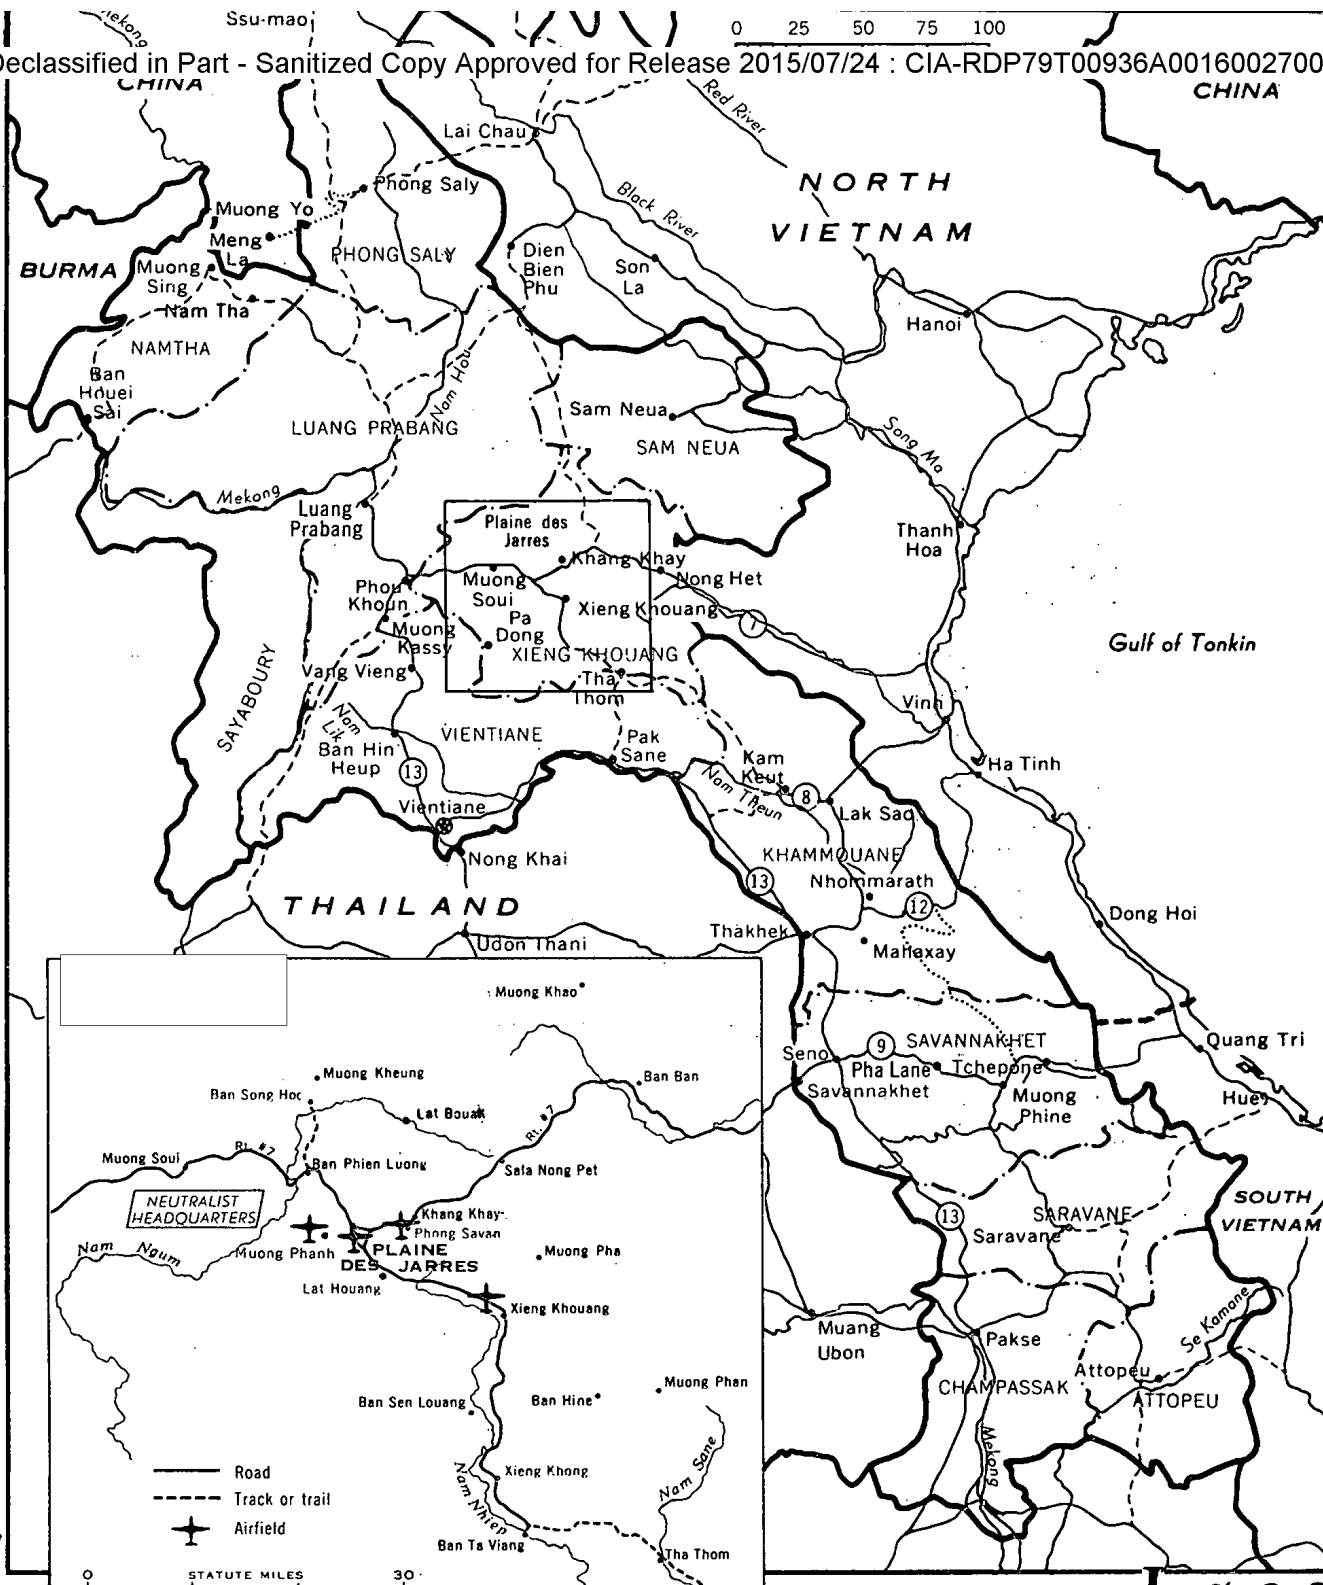 Mekong
Ssu-mao
0 25 50 75 100
Declassified in Part - Sanitized Copy Approved for Release 2015/07/24 : CIA-RDP79T00936A0016002700
CHINA
CHINA
Red River
Lai Chau
NORTH
VIETNAM
Phong Saly
Black River
Muong Yo
Meng
La
PHONG SALY
BURMA
Muong
Sing
Dien
Bien
Phu
Son
La
Nam Tha
Hanoi
NAMTHA
Ban
Houei
Sai
Nam Hou
Sam Neua
LUANG PRABANG
SAM NEUA
Song Ma
Mekong
Luang
Prabang
Plaine des
Jarres
Thanh
Hoa
Khang Khay
Nong Het
Phou
Khoun
Muong
Soui
Xieng Khouang
7
Pa
Dong
Muong
Kassy
XIENG KHOUANG
Gulf of Tonkin
Vang Vieng
Tha
Thom
SAYABOURY
Nam
Lik
Vinh
VIENTIANE
Pak
Sane
Ban Hin
Heup
Kam
Keut
Ha Tinh
13
Nam Theun
8
Vientiane
Lak Sao
Nong Khai
KHAMMOUANE
13
Nhommarath
THAILAND
12
Dong Hoi
Thakhek
Udon Thani
Mahaxay
Muong Khao
Quang Tri
Seno
9
SAVANNAKHET
Pha Lane
Tchepone
Savannakhet
Muong
Phine
Hue
Muong Kheung
Ban Ban
Ban Song Hoc
Lat Bouak
Rt. #7
Rt. #7
Muong Soui
Ban Phien Luong
Sala Nong Pet
NEUTRALIST
HEADQUARTERS
Khang Khay
Phong Savan
Nam Ngum
Muong Phanh
PLAINE
DES JARRES
Muong Pha
Lat Houang
Xieng Khouang
SOUTH
VIETNAM
13
SARAVANE
Saravane
Se Kamane
Muang
Ubon
Pakse
Attopeu
CHAMPASSAK
ATTOPEU
Mekong
Muong Phan
Ban Hine
Ban Sen Louang
Nam Sane
Xieng Khong
Nam Nhiep
Ban Ta Viang
Tha Thom
Road
Track or trail
Airfield
0 STATUTE MILES 30